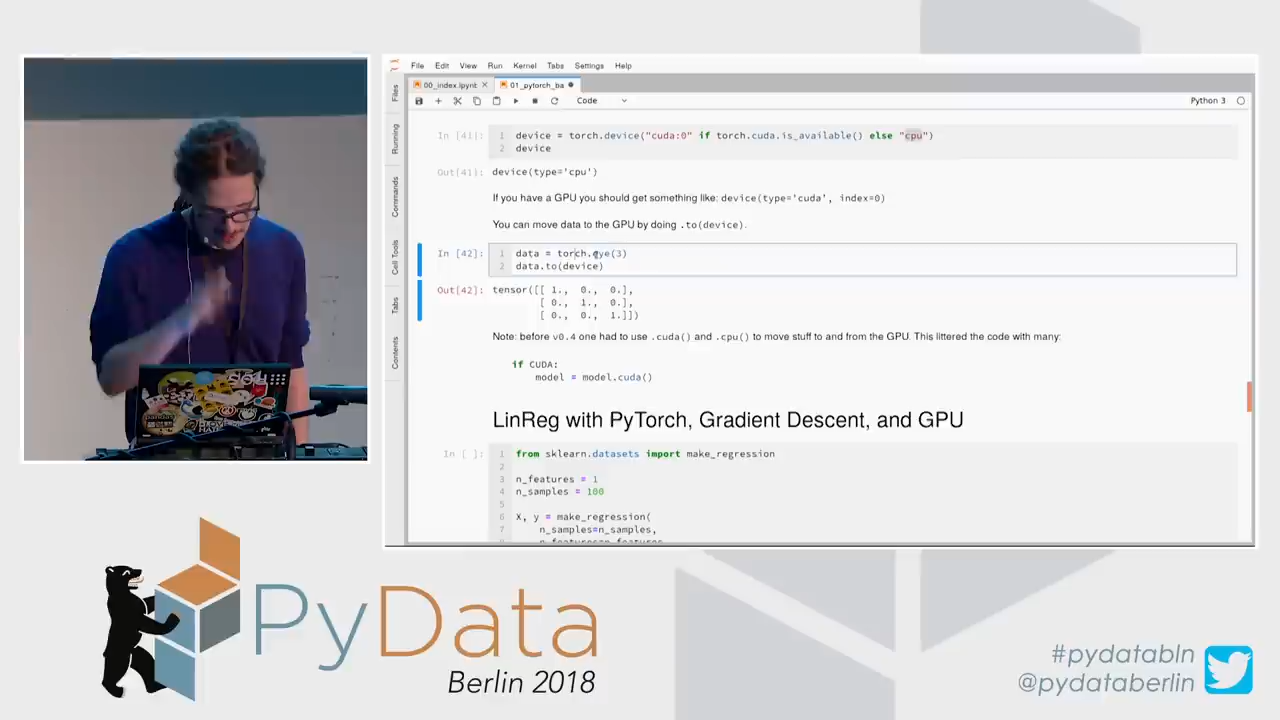 File Edit View Run Kernel Tabs Settings Help
00_index.ipynb
01_pytorch_ba
Code
Python 3
Files
Running
Commands
Cell Tools
Tabs
Contents
In [41]:
1 device = torch.device("cuda:0" if torch.cuda.is_available() else "cpu")
2 device
Out[41]: device(type='cpu')
If you have a GPU you should get something like: device(type='cuda', index=0)
You can move data to the GPU by doing .to(device).
In [42]:
1 data = torch.eye(3)
2 data.to(device)
Out[42]: tensor([[ 1., 0., 0.],
[ 0., 1., 0.],
[ 0., 0., 1.]])
Note: before v0.4 one had to use .cuda() and .cpu() to move stuff to and from the GPU. This littered the code with many:
if CUDA:
model = model.cuda()
LinReg with PyTorch, Gradient Descent, and GPU
In [ ]:
1 from sklearn.datasets import make_regression
2
3 n_features = 1
4 n_samples = 100
5
6 X, y = make_regression(
7 n_samples=n_samples,
PyData
Berlin 2018
#pydatabln
@pydataberlin